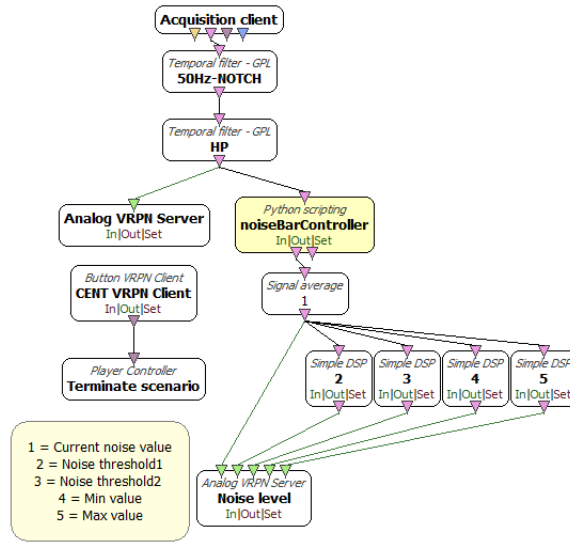 Acquisition client
Temporal filter - GPL
50Hz-NOTCH
Temporal filter - GPL
HP
Analog VRPN Server
In|Out|Set
Python scripting
noiseBarController
In|Out|Set
Button VRPN Client
CENT VRPN Client
In|Out|Set
Signal average
1
Player Controller
Terminate scenario
Simple DSP
2
In|Out|Set
Simple DSP
3
In|Out|Set
Simple DSP
4
In|Out|Set
Simple DSP
5
In|Out|Set
1 = Current noise value
2 = Noise threshold1
3 = Noise threshold2
4 = Min value
5 = Max value
Analog VRPN Server
Noise level
In|Out|Set